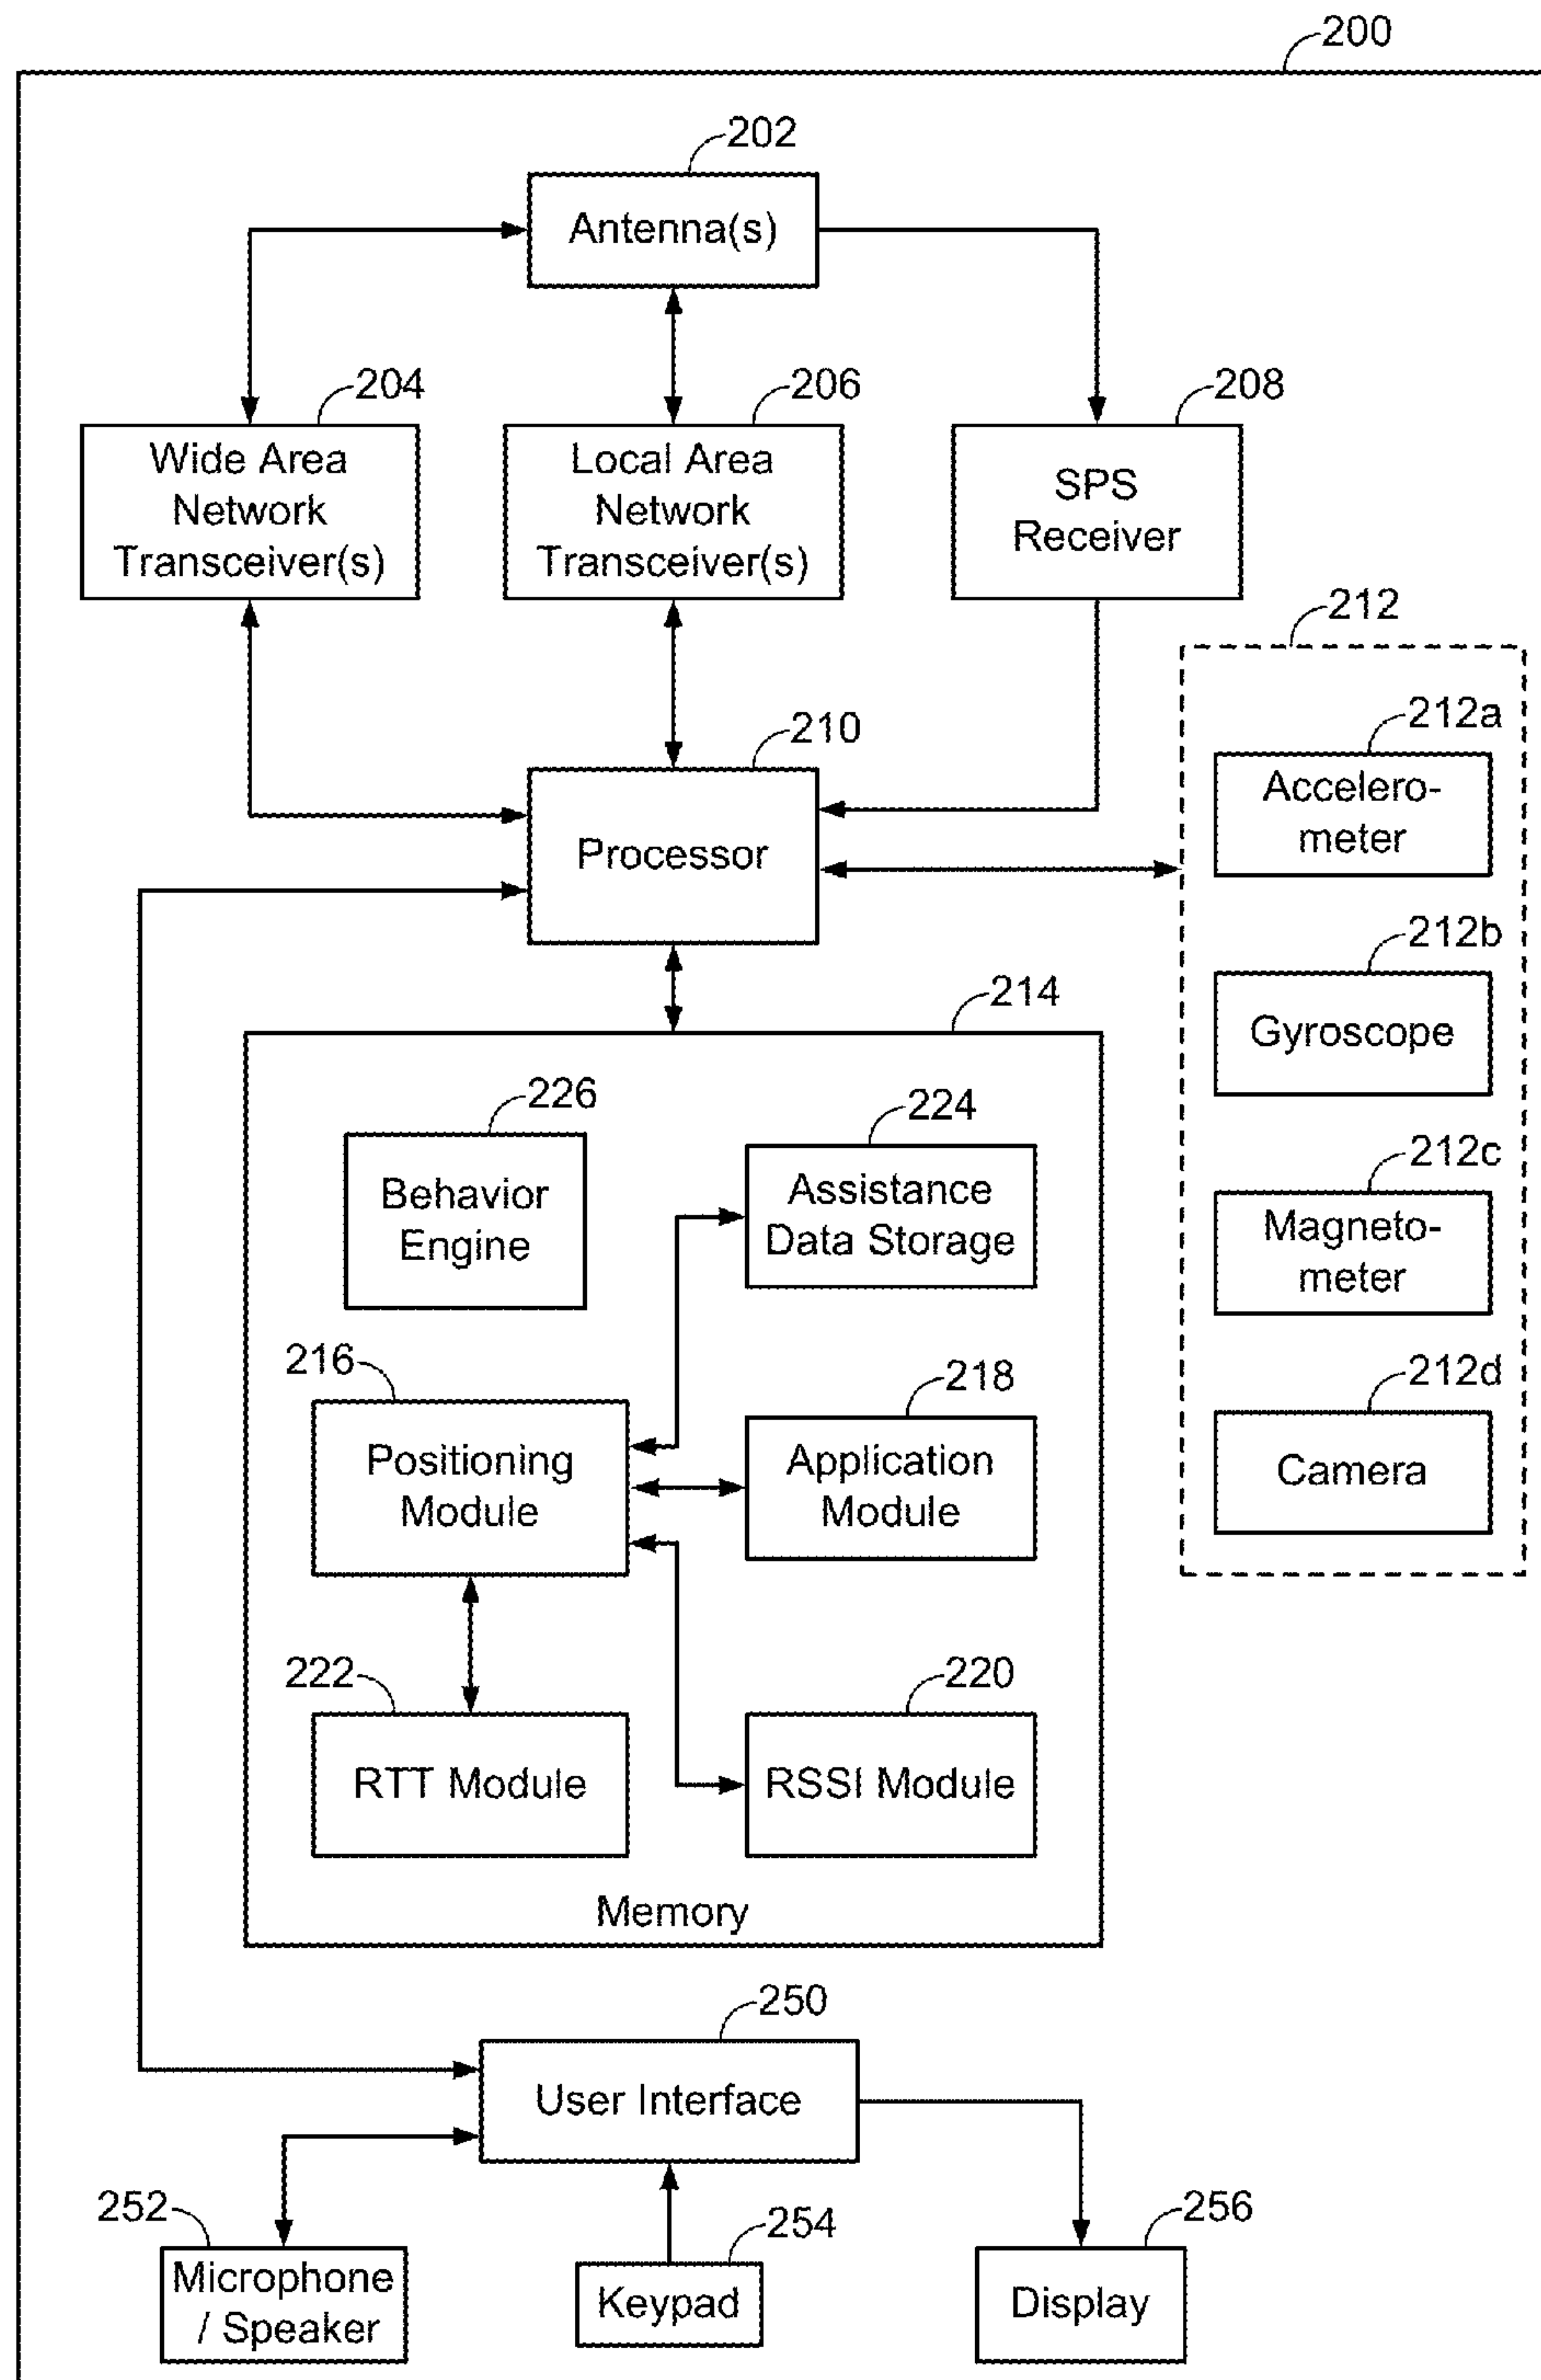 200
202
Antenna(s)
204
206
208
Wide Area
Network
Transceiver(s)
Local Area
Network
Transceiver(s)
SPS
Receiver
212
210
Processor
212a
Accelero-
meter
212b
Gyroscope
212c
Magneto-
meter
212d
Camera
214
226
Behavior
Engine
224
Assistance
Data Storage
216
Positioning
Module
218
Application
Module
222
RTT Module
220
RSSI Module
Memory
250
User Interface
252
Microphone
/ Speaker
254
Keypad
256
Display